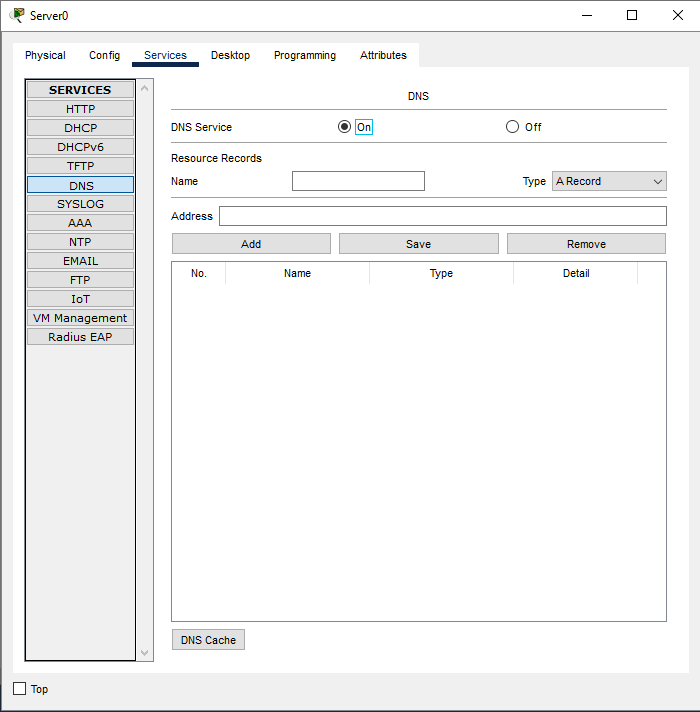 Server0
Physical Config Services Desktop Programming Attributes
SERVICES
HTTP
DHCP
DHCPv6
TFTP
DNS
SYSLOG
AAA
NTP
EMAIL
FTP
IoT
VM Management
Radius EAP
DNS
DNS Service On Off
Resource Records
Name Type A Record
Address
Add Save Remove
No. Name Type Detail
DNS Cache
Top